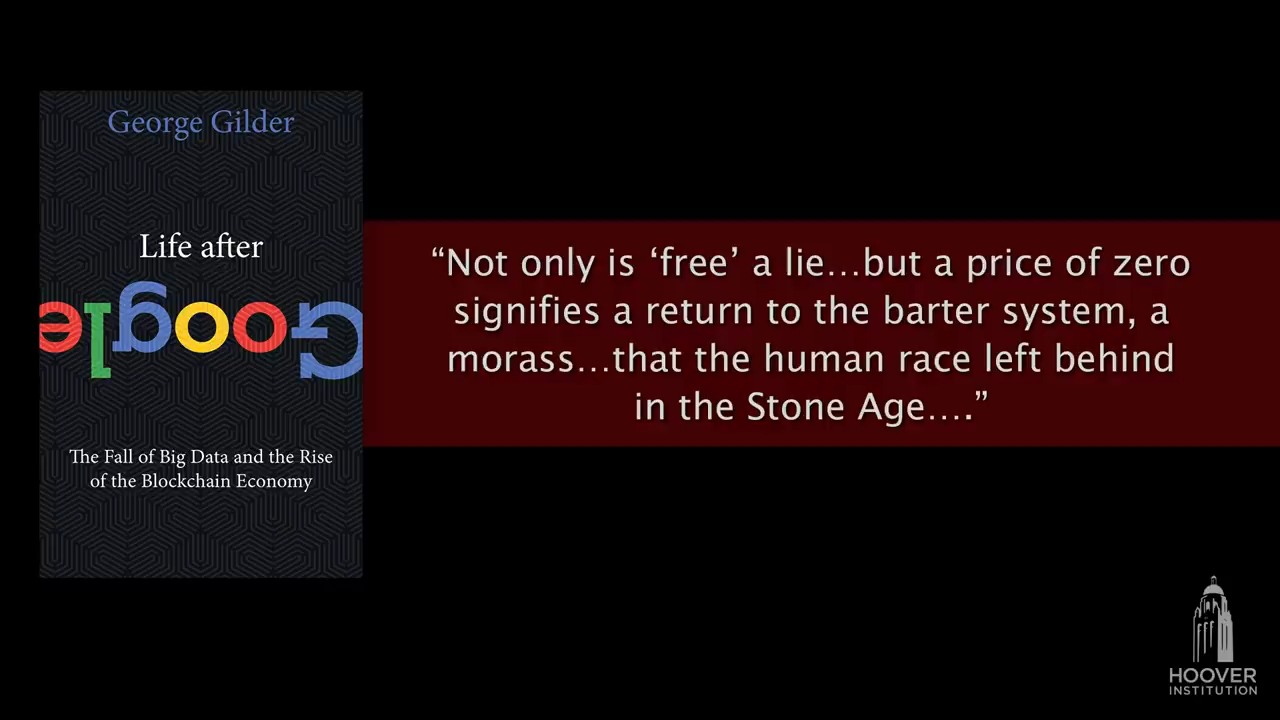 George Gilder
Life after
Google
The Fall of Big Data and the Rise
of the Blockchain Economy
“Not only is ‘free’ a lie…but a price of zero
signifies a return to the barter system, a
morass…that the human race left behind
in the Stone Age….”
HOOVER
INSTITUTION